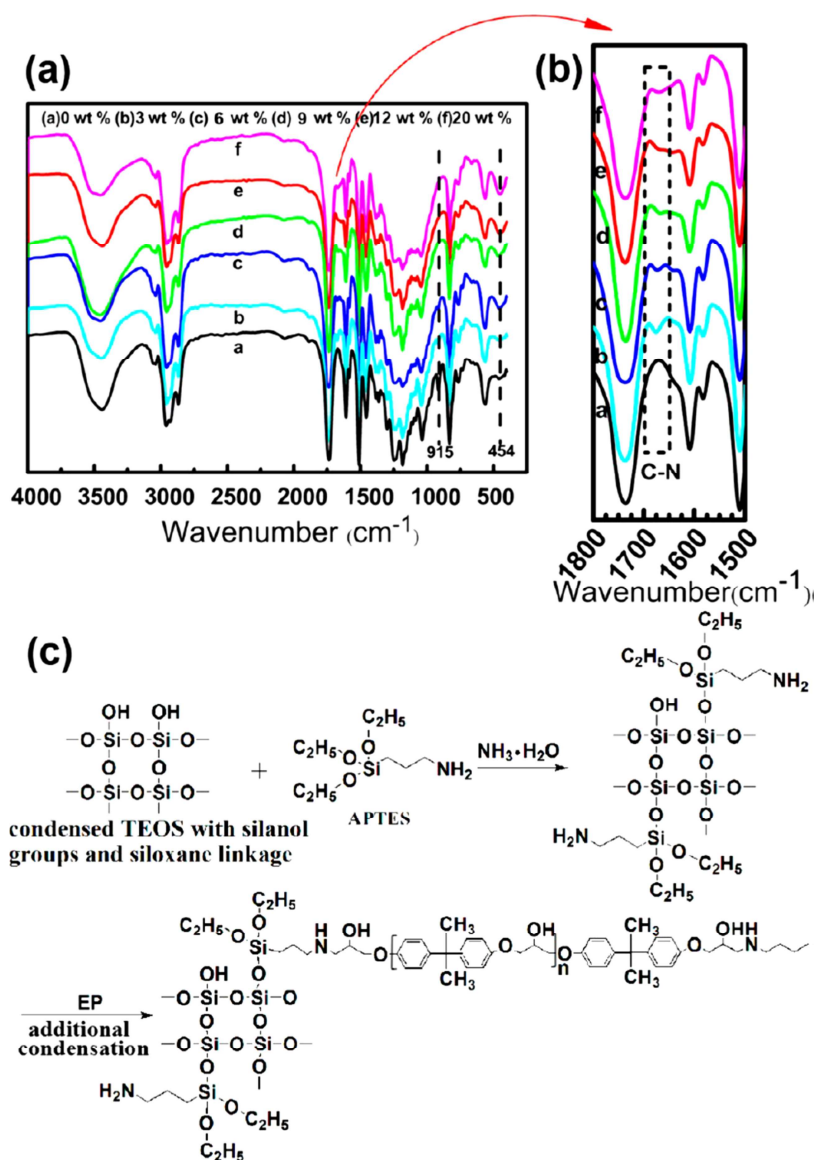 (a)
(a)0 wt % (b)3 wt % (c) 6 wt % (d) 9 wt % (e)12 wt % (f)20 wt %
f
e
d
c
b
a
915 454
4000 3500 3000 2500 2000 1500 1000 500
Wavenumber (cm-1)
(b)
f
e
d
c
b
a
C-N
1800 1700 1600 1500
Wavenumber(cm-1)(
(c)
OH OH
–O-Si-O-Si-O–
O O
–O-Si-O-Si-O–
condensed TEOS with silanol
groups and siloxane linkage
+
C2H5
O
C2H5 O
Si NH2
O
C2H5
APTES
NH3•H2O
C2H5
O
C2H5 O
Si NH2
OH O
–O-Si-O Si-O–
O O
–O-Si-O-Si-O–
O O
H2N Si
O O C2H5
C2H5
EP
additional
condensation
C2H5
O
C2H5 O
Si N H OH O CH3 CH3 O OH n O CH3 CH3 O OH H N
OH O
–O-Si-O-Si-O
O O
–O-Si-O-Si-O–
O O
H2N Si
O O C2H5
C2H5